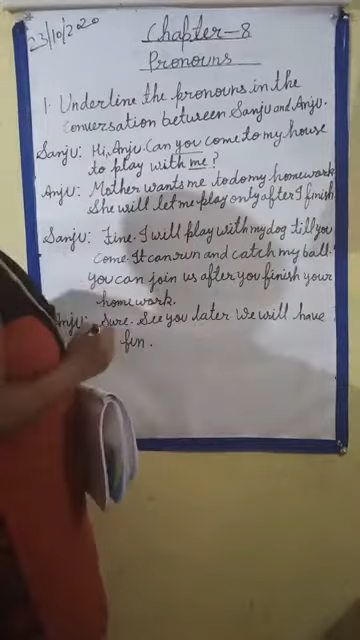 23/10/2020
Chapter-8
Pronouns
1. Underline the pronouns in the
conversation between Sanju and Anju.
Sanju: Hi, Anju. Can you come to my house
to play with me?
Anju: Mother wants me to do my homework
She will let me play only after I finish
Sanju: Fine. I will play with my dog till you
come. It can run and catch my ball.
you can join us after you finish your
homework.
Anju: Sure. See you later We will have
fun.